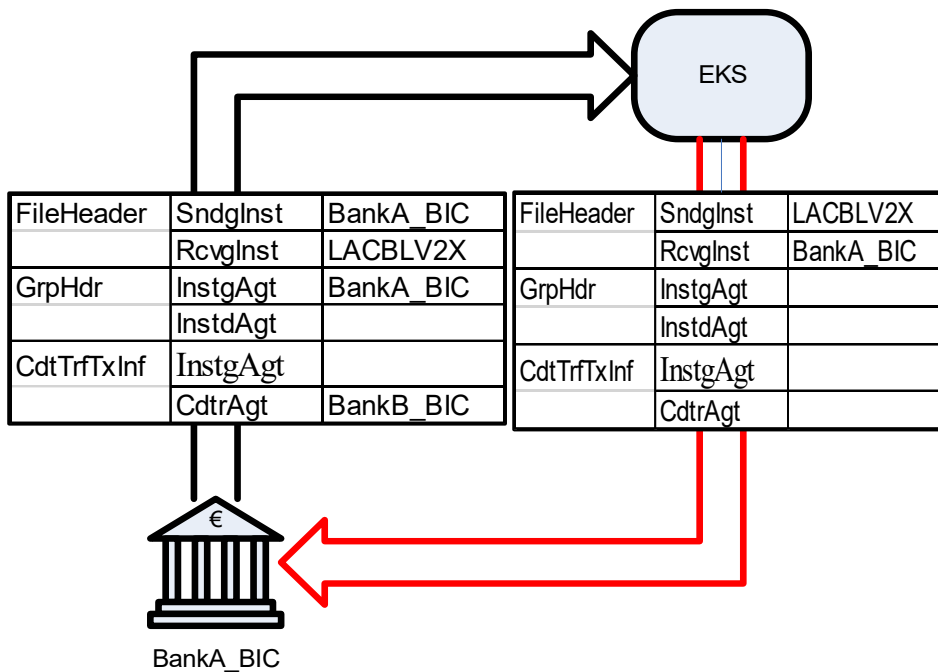 EKS
FileHeader SndgInst BankA_BIC
RcvgInst LACBLV2X
GrpHdr InstgAgt BankA_BIC
InstdAgt
CdtTrfTxInf InstgAgt
CdtrAgt BankB_BIC
FileHeader SndgInst LACBLV2X
RcvgInst BankA_BIC
GrpHdr InstgAgt
InstdAgt
CdtTrfTxInf InstgAgt
CdtrAgt
€
BankA_BIC